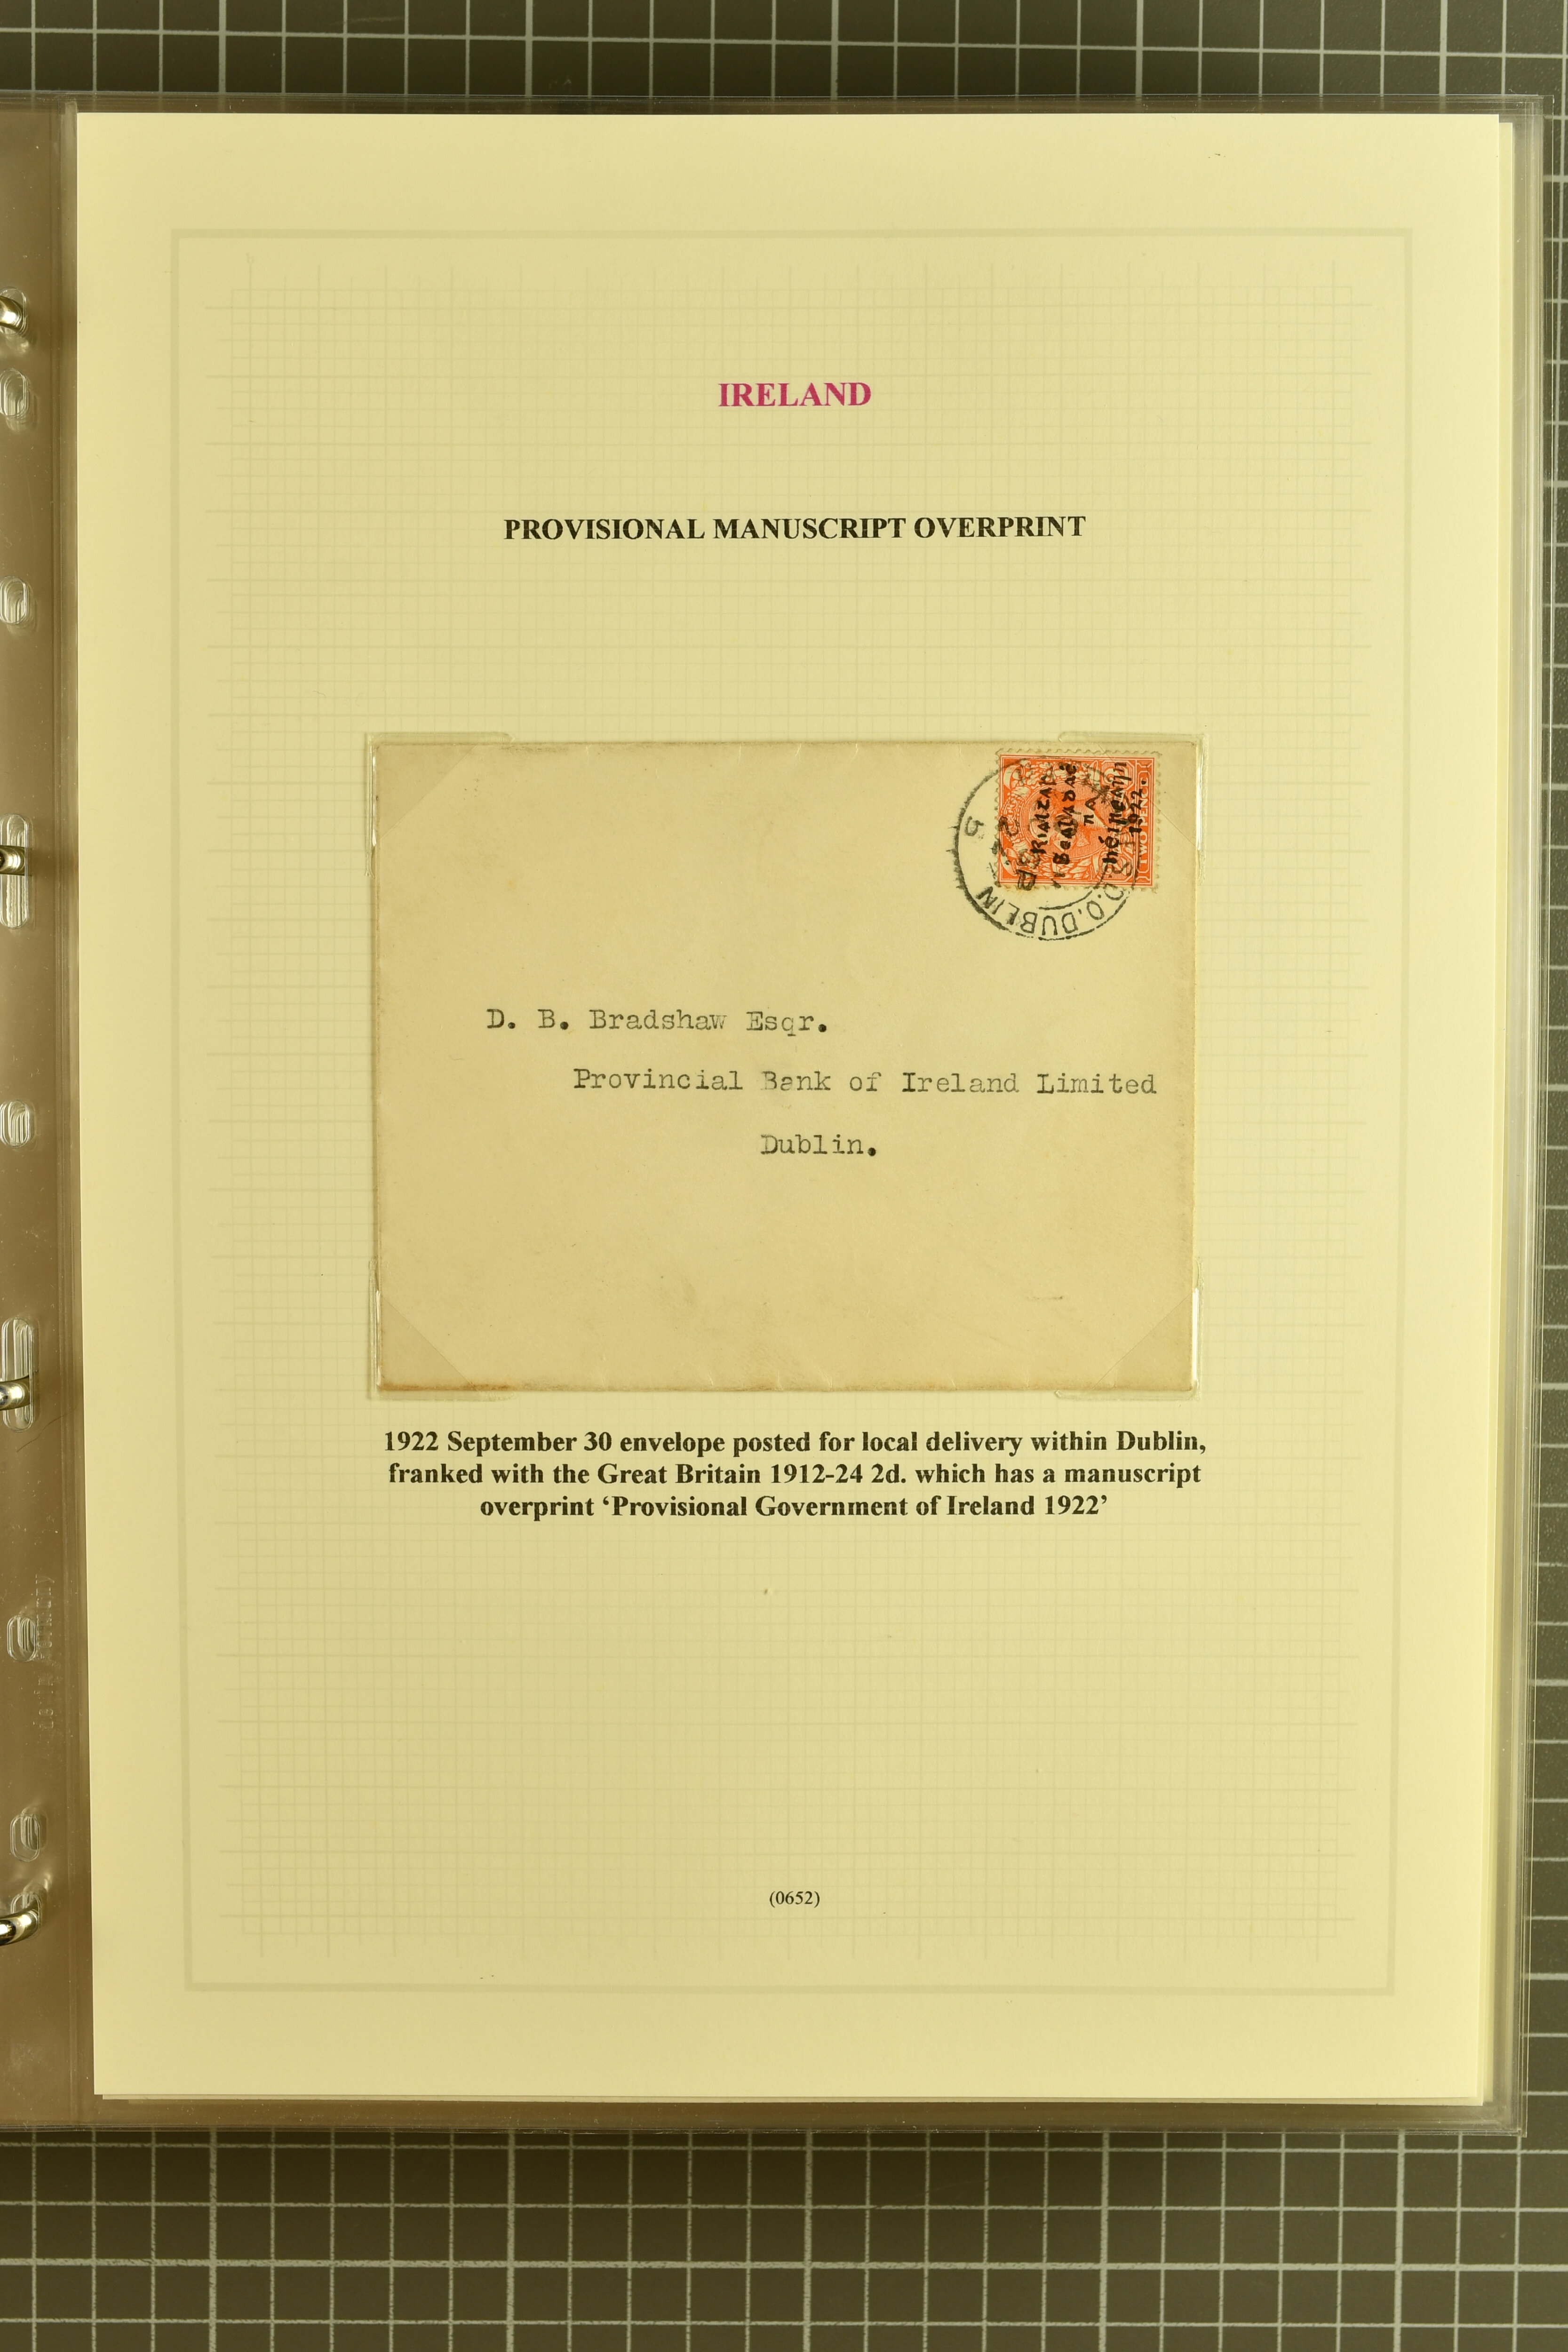 IRELAND
PROVISIONAL MANUSCRIPT OVERPRINT
Rialtas
Sealadac
na
héireann
1922.
TWO
DUBLIN
D. B. Bradshaw Esqr.
Provincial Bank of Ireland Limited
Dublin.
1922 September 30 envelope posted for local delivery within Dublin,
franked with the Great Britain 1912-24 2d. which has a manuscript
overprint ‘Provisional Government of Ireland 1922’
(0652)